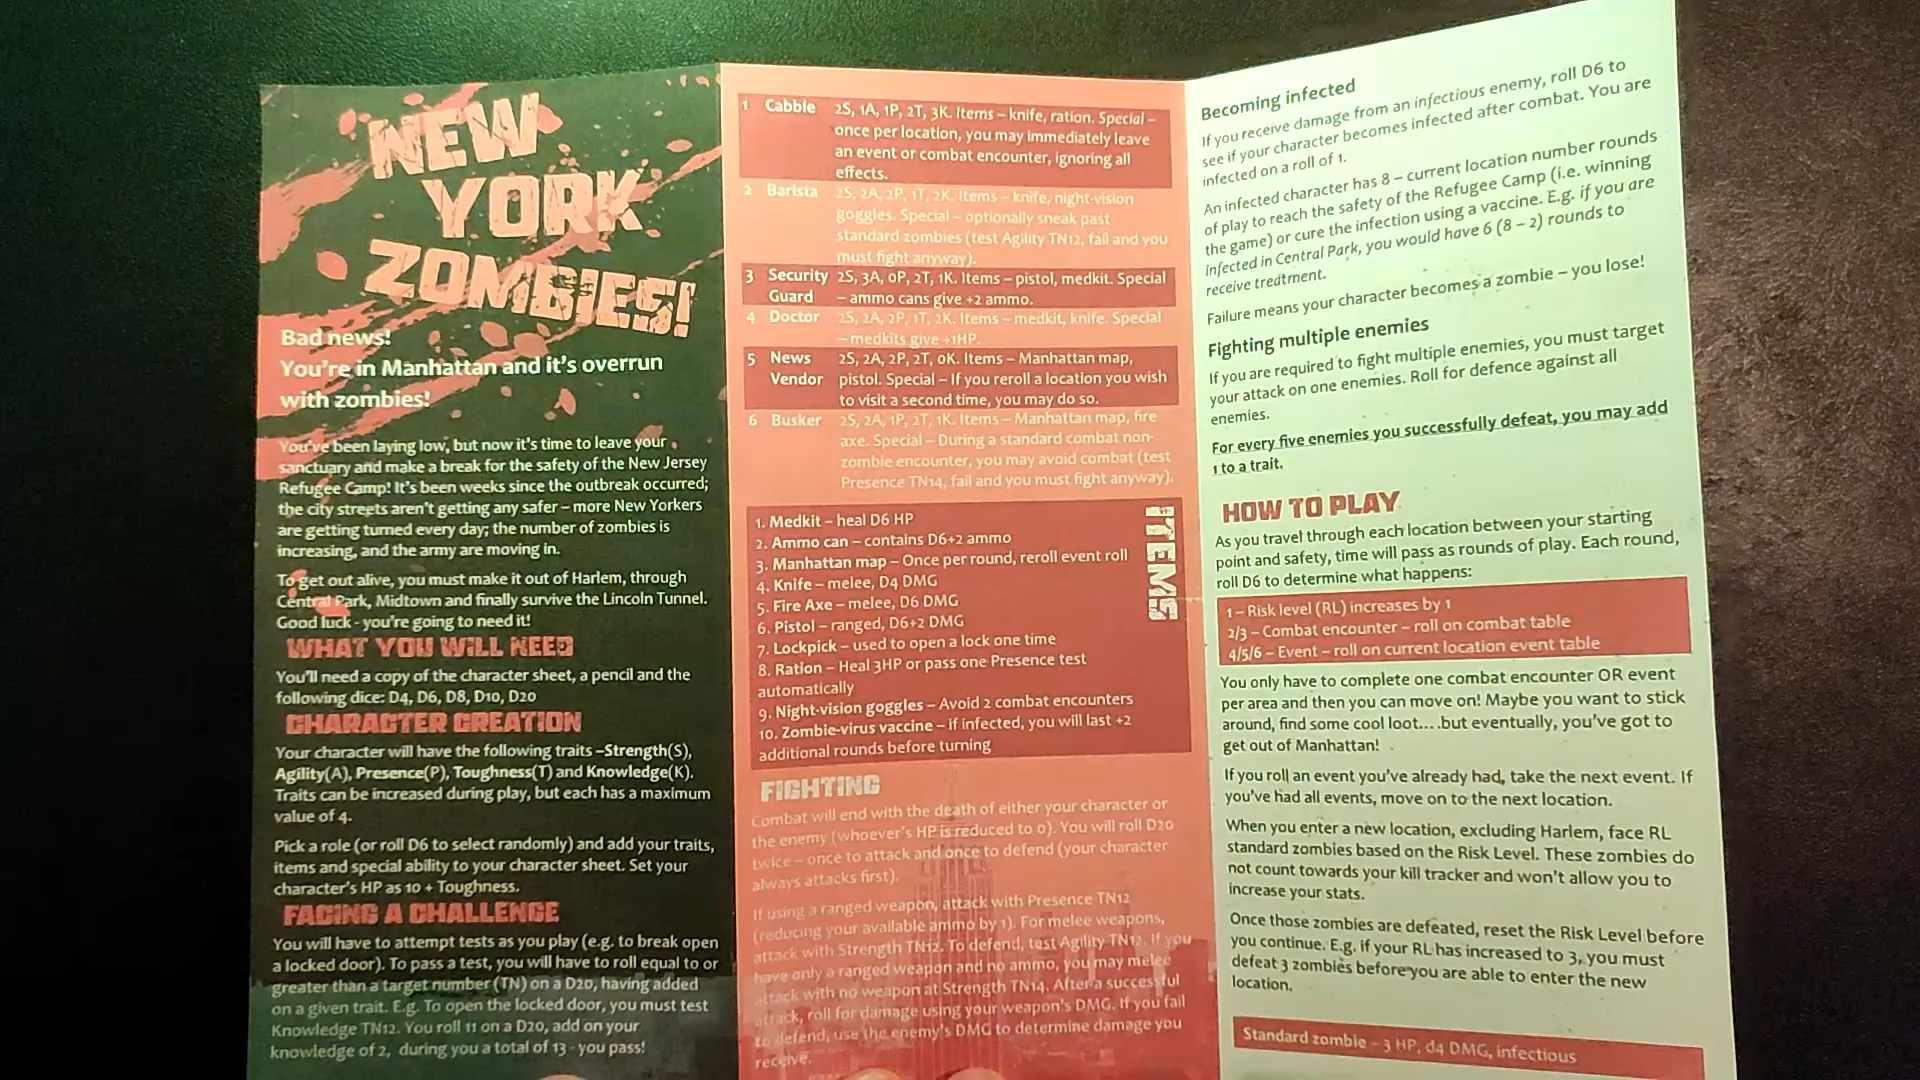 NEW
YORK
ZOMBIES!
Bad news!
You're in Manhattan and it's overrun
with zombies!
You've been laying low, but now it's time to leave your
sanctuary and make a break for the safety of the New Jersey
Refugee Camp! It's been weeks since the outbreak occurred;
the city streets aren't getting any safer – more New Yorkers
are getting turned every day; the number of zombies is
increasing, and the army are moving in.
To get out alive, you must make it out of Harlem, through
Central Park, Midtown and finally survive the Lincoln Tunnel.
Good luck - you're going to need it!
WHAT YOU WILL NEED
You'll need a copy of the character sheet, a pencil and the
following dice: D4, D6, D8, D10, D20
CHARACTER CREATION
Your character will have the following traits –Strength(S),
Agility(A), Presence(P), Toughness(T) and Knowledge(K).
Traits can be increased during play, but each has a maximum
value of 4.
Pick a role (or roll D6 to select randomly) and add your traits,
items and special ability to your character sheet. Set your
character's HP as 10 + Toughness.
FACING A CHALLENGE
You will have to attempt tests as you play (e.g. to break open
a locked door). To pass a test, you will have to roll equal to or
greater than a target number (TN) on a D20, having added
on a given trait. E.g. To open the locked door, you must test
Knowledge TN12. You roll 11 on a D20, add on your
knowledge of 2, during you a total of 13 - you pass!
1 Cabble 2S, 1A, 1P, 2T, 3K. Items – knife, ration. Special –
once per location, you may immediately leave
an event or combat encounter, ignoring all
effects.
2 Barista 2S, 2A, 2P, 1T, 2K. Items – knife, night-vision
goggles. Special – optionally sneak past
standard zombies (test Agility TN12, fail and you
must fight anyway).
3 Security 2S, 3A, 0P, 2T, 1K. Items – pistol, medkit. Special
Guard – ammo cans give +2 ammo.
4 Doctor 2S, 2A, 2P, 1T, 2K. Items – medkit, knife. Special
– medkits give +1HP.
5 News 2S, 2A, 2P, 2T, 0K. Items – Manhattan map,
Vendor pistol. Special – If you reroll a location you wish
to visit a second time, you may do so.
6 Busker 2S, 2A, 1P, 2T, 1K. Items – Manhattan map, fire
axe. Special – During a standard combat non-
zombie encounter, you may avoid combat (test
Presence TN14, fail and you must fight anyway).
ITEMS
1. Medkit – heal D6 HP
2. Ammo can – contains D6+2 ammo
3. Manhattan map – Once per round, reroll event roll
4. Knife – melee, D4 DMG
5. Fire Axe – melee, D6 DMG
6. Pistol – ranged, D6+2 DMG
7. Lockpick – used to open a lock one time
8. Ration – Heal 3HP or pass one Presence test
automatically
9. Night-vision goggles – Avoid 2 combat encounters
10. Zombie-virus vaccine – if infected, you will last +2
additional rounds before turning
FIGHTING
Combat will end with the death of either your character or
the enemy (whoever's HP is reduced to 0). You will roll D20
twice – once to attack and once to defend (your character
always attacks first).
If using a ranged weapon, attack with Presence TN12
(reducing your available ammo by 1). For melee weapons,
attack with Strength TN12. To defend, test Agility TN12. If you
have only a ranged weapon and no ammo, you may melee
attack with no weapon at Strength TN14. After a successful
attack, roll for damage using your weapon's DMG. If you fail
to defend, use the enemy's DMG to determine damage you
receive.
Becoming infected
If you receive damage from an infectious enemy, roll D6 to
see if your character becomes infected after combat. You are
infected on a roll of 1.
An infected character has 8 – current location number rounds
of play to reach the safety of the Refugee Camp (i.e. winning
the game) or cure the infection using a vaccine. E.g. if you are
infected in Central Park, you would have 6 (8 – 2) rounds to
receive treatment.
Failure means your character becomes a zombie – you lose!
Fighting multiple enemies
If you are required to fight multiple enemies, you must target
your attack on one enemies. Roll for defence against all
enemies.
For every five enemies you successfully defeat, you may add
1 to a trait.
HOW TO PLAY
As you travel through each location between your starting
point and safety, time will pass as rounds of play. Each round,
roll D6 to determine what happens:
1 – Risk level (RL) increases by 1
2/3 – Combat encounter – roll on combat table
4/5/6 – Event – roll on current location event table
You only have to complete one combat encounter OR event
per area and then you can move on! Maybe you want to stick
around, find some cool loot....but eventually, you've got to
get out of Manhattan!
If you roll an event you've already had, take the next event. If
you've had all events, move on to the next location.
When you enter a new location, excluding Harlem, face RL
standard zombies based on the Risk Level. These zombies do
not count towards your kill tracker and won't allow you to
increase your stats.
Once those zombies are defeated, reset the Risk Level before
you continue. E.g. if your RL has increased to 3, you must
defeat 3 zombies before you are able to enter the new
location.
Standard zombie – 3 HP, d4 DMG, infectious